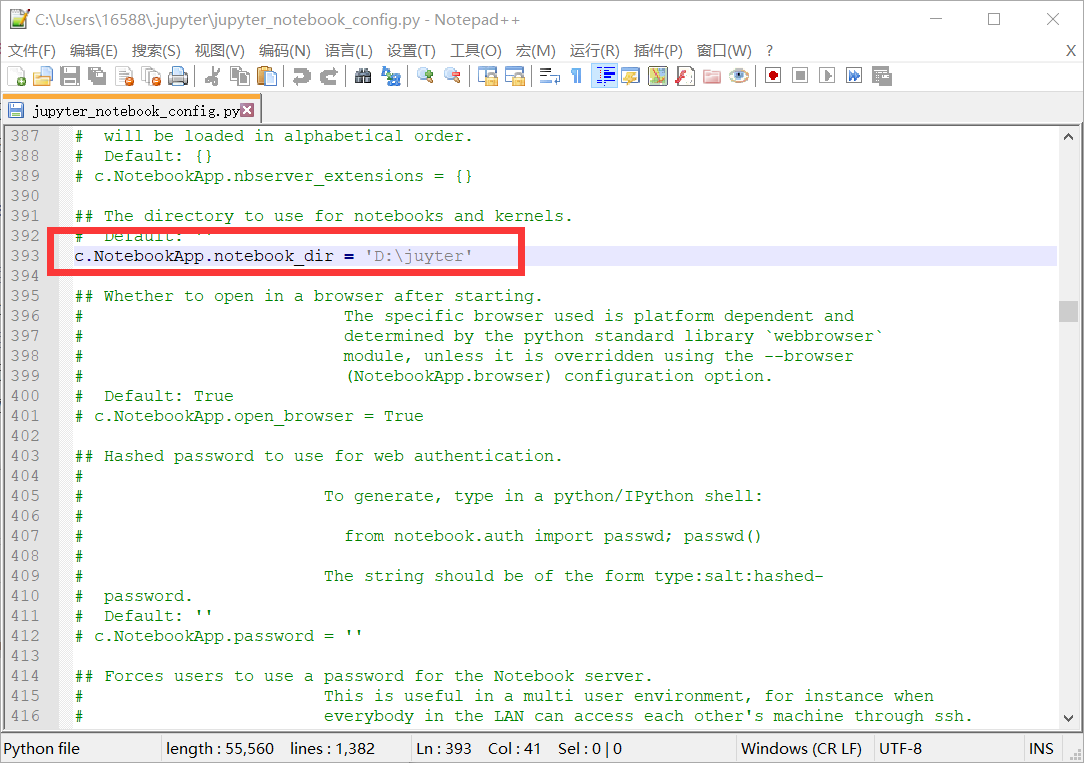 C:\Users\16588\.jupyter\jupyter_notebook_config.py - Notepad++
文件(F) 编辑(E) 搜索(S) 视图(V) 编码(N) 语言(L) 设置(T) 工具(O) 宏(M) 运行(R) 插件(P) 窗口(W) ? X
jupyter_notebook_config.py
387 # will be loaded in alphabetical order.
388 # Default: {}
389 # c.NotebookApp.nbserver_extensions = {}
390
391 ## The directory to use for notebooks and kernels.
392 # Default: ''
393 c.NotebookApp.notebook_dir = 'D:\juyter'
394
395 ## Whether to open in a browser after starting.
396 # The specific browser used is platform dependent and
397 # determined by the python standard library `webbrowser`
398 # module, unless it is overridden using the --browser
399 # (NotebookApp.browser) configuration option.
400 # Default: True
401 # c.NotebookApp.open_browser = True
402
403 ## Hashed password to use for web authentication.
404 #
405 # To generate, type in a python/IPython shell:
406 #
407 # from notebook.auth import passwd; passwd()
408 #
409 # The string should be of the form type:salt:hashed-
410 # password.
411 # Default: ''
412 # c.NotebookApp.password = ''
413
414 ## Forces users to use a password for the Notebook server.
415 # This is useful in a multi user environment, for instance when
416 # everybody in the LAN can access each other's machine through ssh.
Python file length : 55,560 lines : 1,382 Ln : 393 Col : 41 Sel : 0 | 0 Windows (CR LF) UTF-8 INS